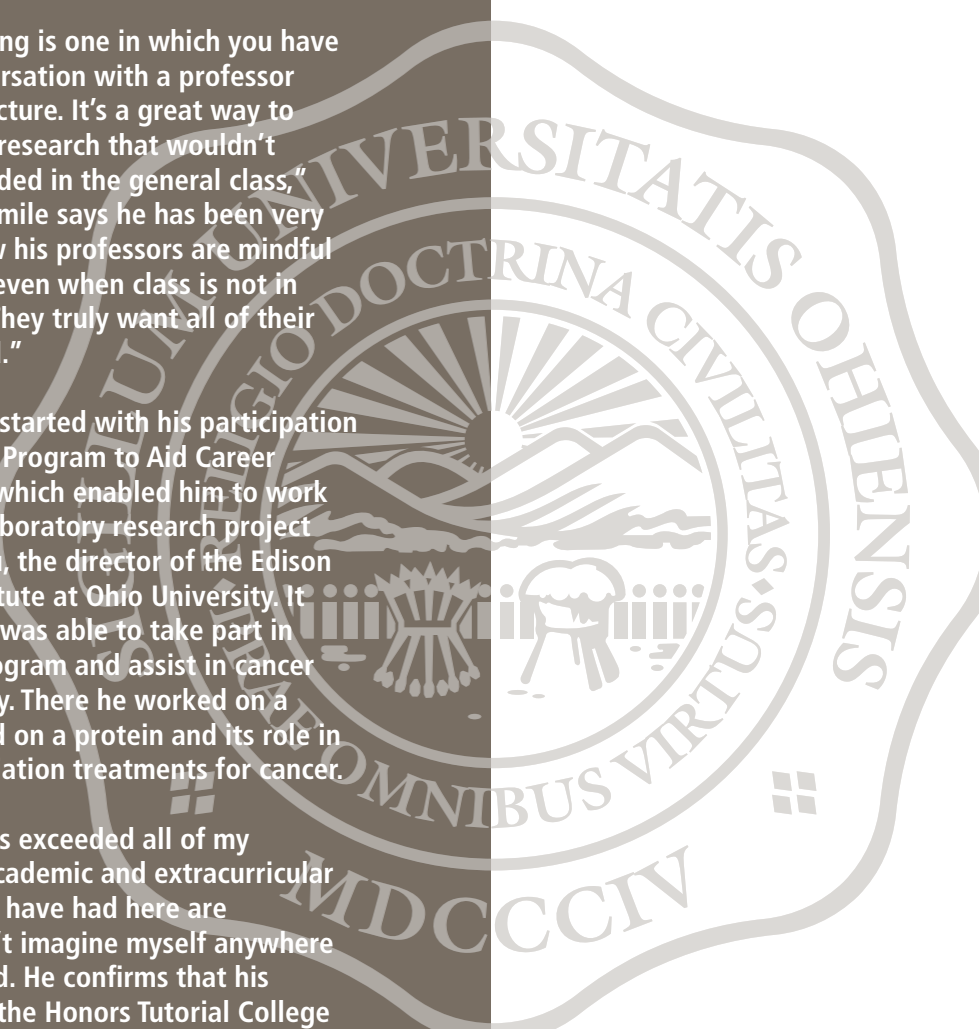 ng is one in which you have
rsation with a professor
cture. It’s a great way to
research that wouldn’t
ded in the general class,”
mile says he has been very
w his professors are mindful
even when class is not in
hey truly want all of their
l.”
started with his participation
Program to Aid Career
which enabled him to work
boratory research project
, the director of the Edison
tute at Ohio University. It
was able to take part in
ogram and assist in cancer
y. There he worked on a
d on a protein and its role in
ation treatments for cancer.
s exceeded all of my
cademic and extracurricular
have had here are
’t imagine myself anywhere
d. He confirms that his
the Honors Tutorial College
SIGILLUM UNIVERSITATIS OHIENSIS
RELIGIO DOCTRINA CIVILITAS
PRAE OMNIBUS VIRTUS
MDCCCIV